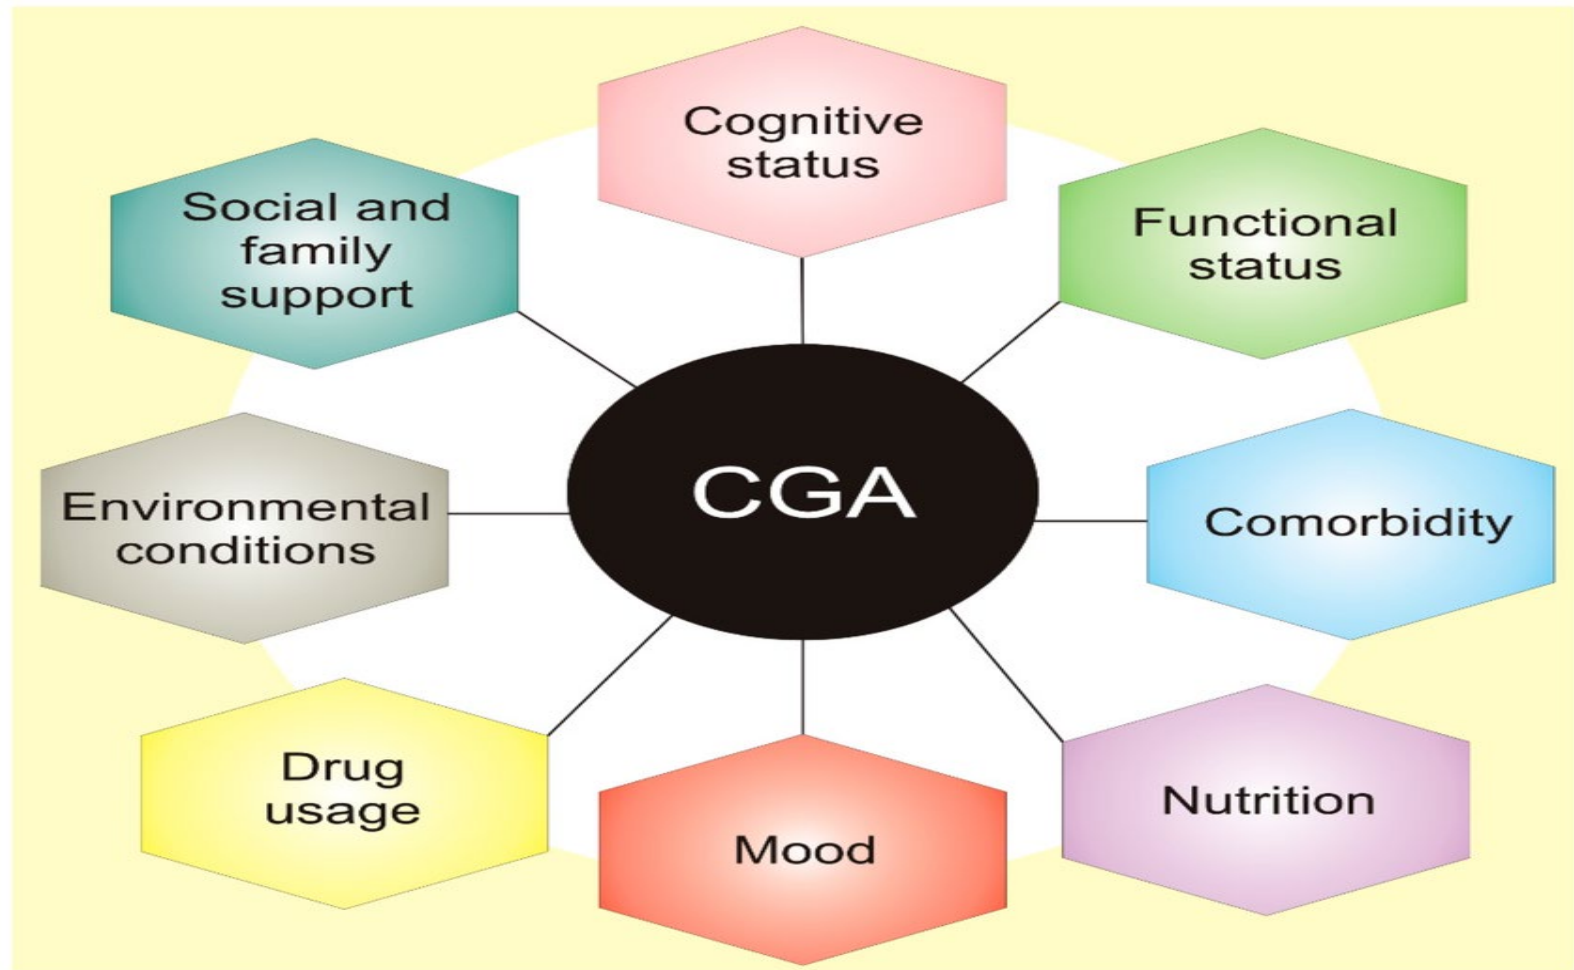 Cognitive
status
Functional
status
Comorbidity
Nutrition
Mood
Drug
usage
Environmental
conditions
Social and
family
support
CGA